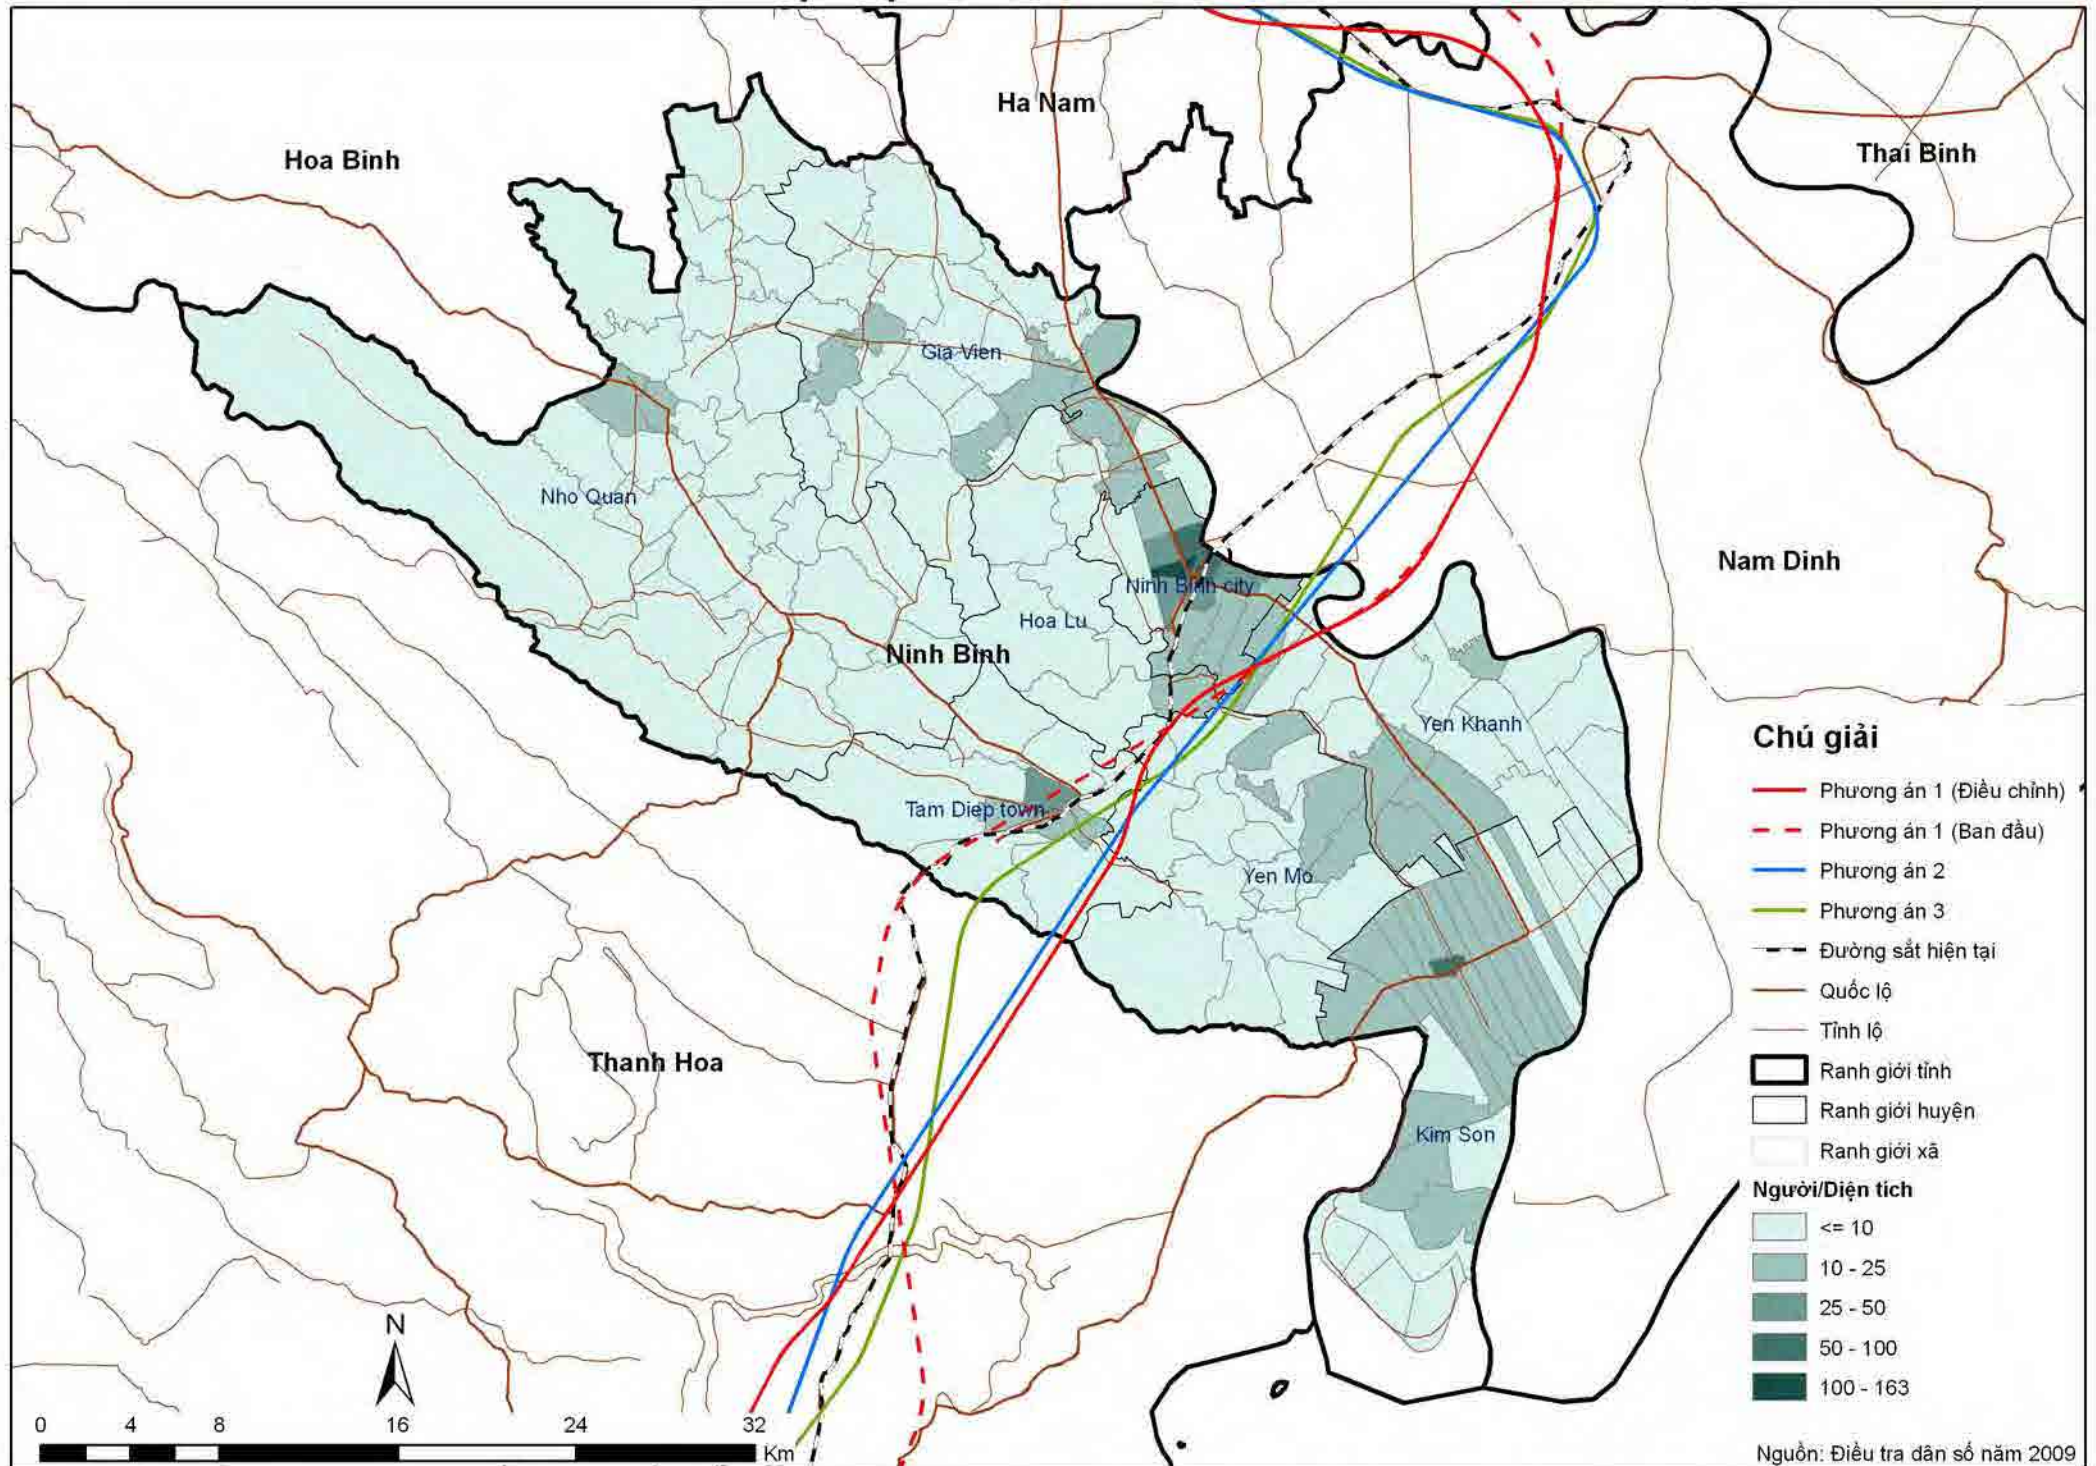 Ha Nam
Hoa Binh
Thai Binh
Gia Vien
Nho Quan
Nam Dinh
Ninh Binh city
Hoa Lu
Ninh Binh
Yen Khanh
Tam Diep town
Yen Mo
Thanh Hoa
Kim Son
Chú giải
Phương án 1 (Điều chỉnh)
Phương án 1 (Ban đầu)
Phương án 2
Phương án 3
Đường sắt hiện tại
Quốc lộ
Tỉnh lộ
Ranh giới tỉnh
Ranh giới huyện
Ranh giới xã
Người/Diện tích
<= 10
10 - 25
25 - 50
50 - 100
100 - 163
N
0 4 8 16 24 32
Km
Nguồn: Điều tra dân số năm 2009